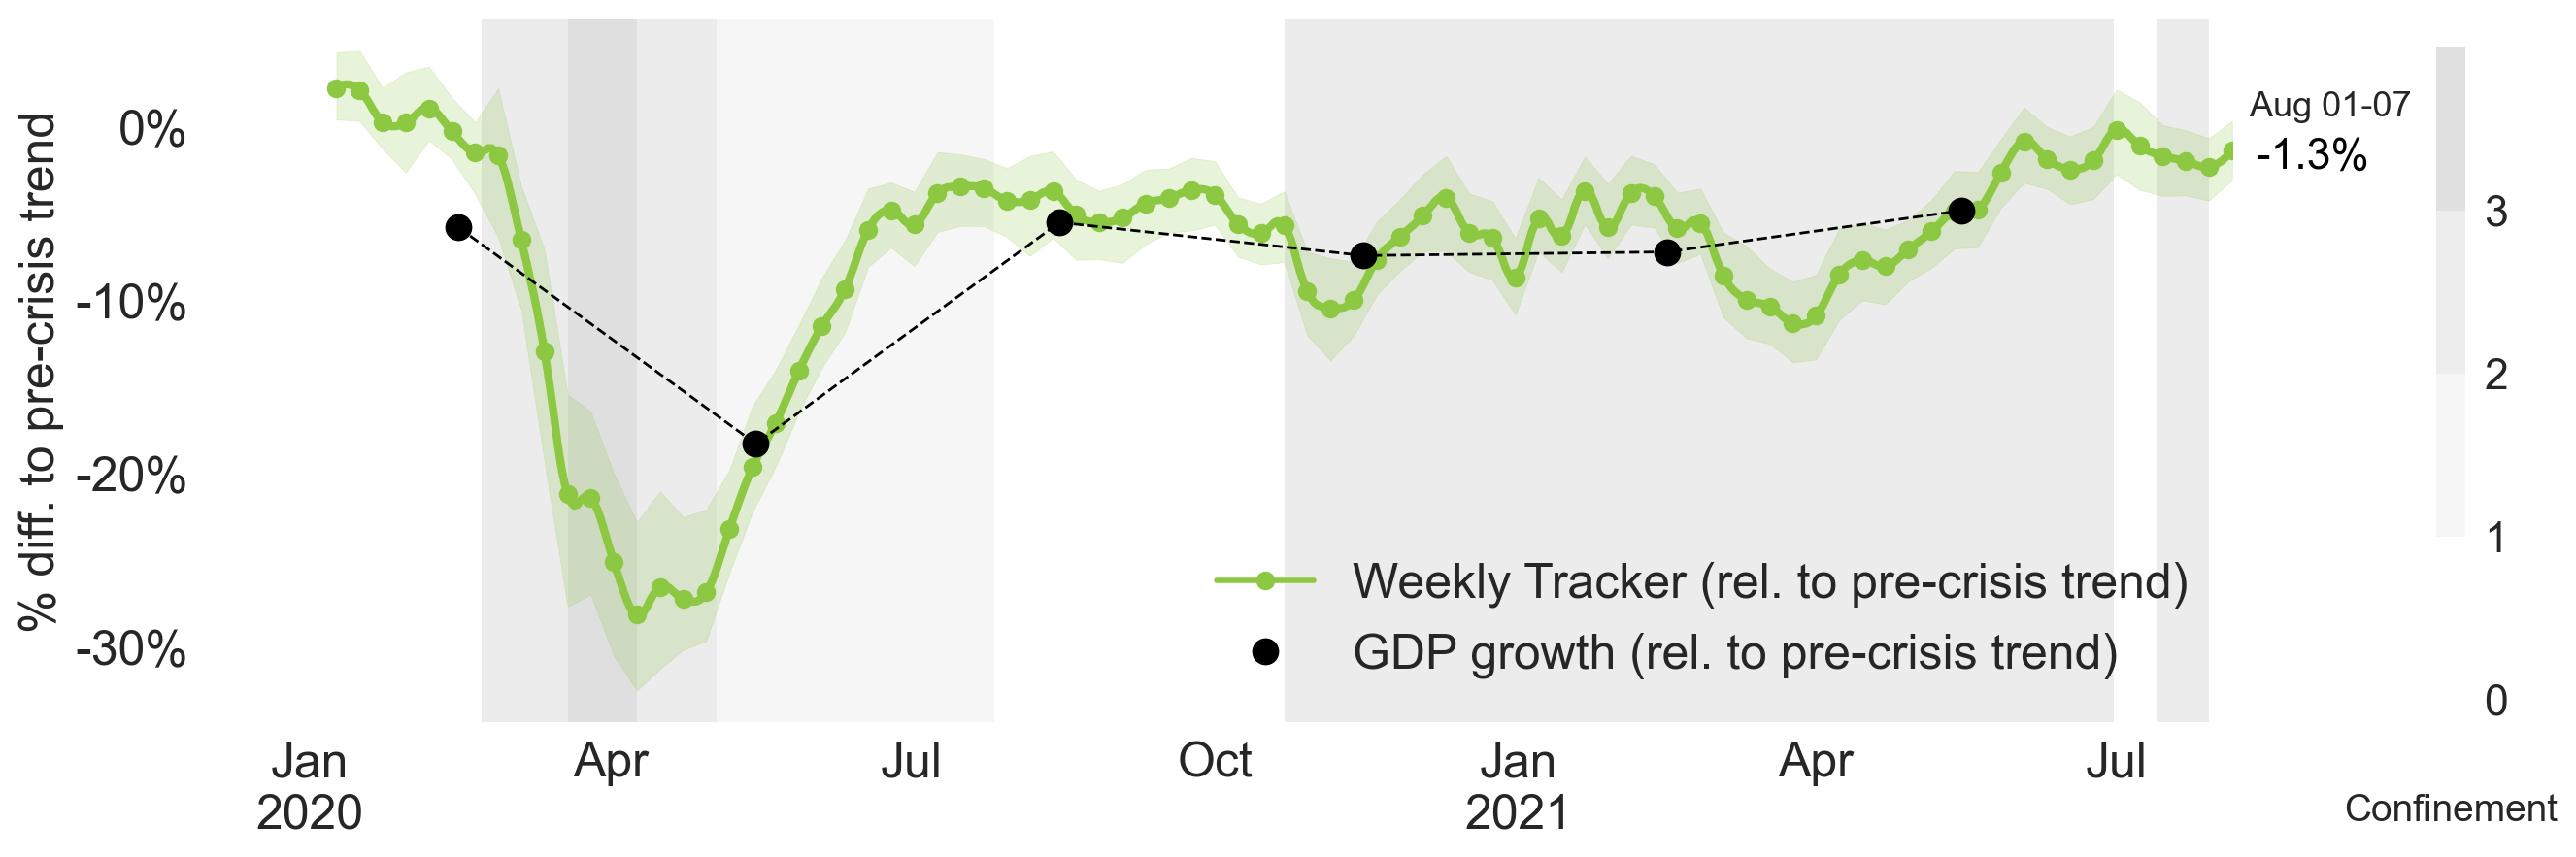 % diff. to pre-crisis trend
0%
-10%
-20%
-30%
Jan
2020
Apr
Jul
Oct
Jan
2021
Apr
Jul
Weekly Tracker (rel. to pre-crisis trend)
GDP growth (rel. to pre-crisis trend)
Aug 01-07
-1.3%
3
2
1
0
Confinement